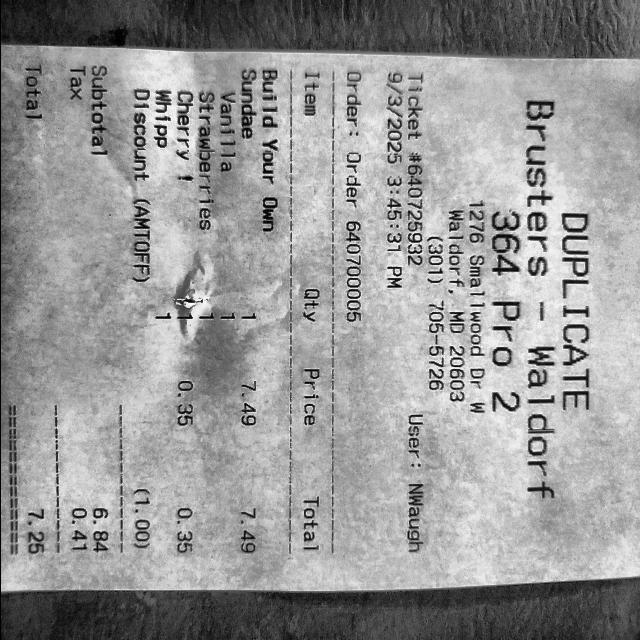 DUPLICATE
Brusters - Waldorf
364 Pro 2
1276 Smallwood Dr W
Waldorf, MD 20603
(301) 705-5726
Ticket #640725932 User: NWaugh
9/3/2025 3:45:31 PM
Order: Order 640700005
Item Qty Price Total
Build Your Own
Sundae 1 7.49 7.49
Vanilla 1
Strawberries
Cherry 1 0.35 0.35
Whipp 1
Discount (AMTOFF) (1.00)
Subtotal 6.84
Tax 0.41
Total 7.25